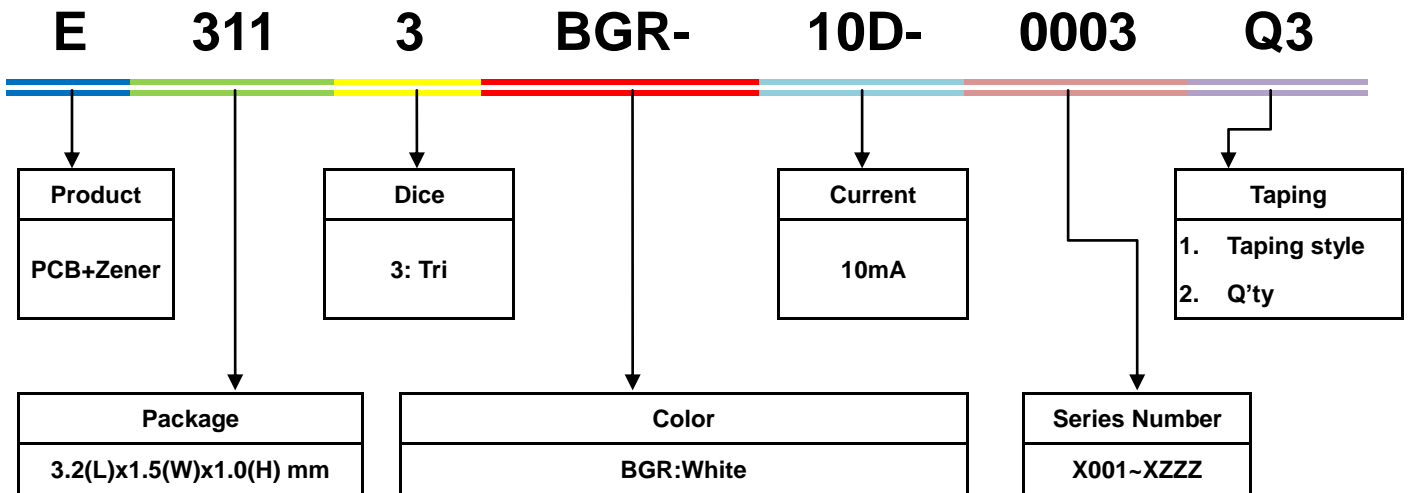 E 311 3 BGR- 10D- 0003 Q3
Product
PCB+Zener
Dice
3: Tri
Current
10mA
Taping
1. Taping style
2. Q’ty
Package
3.2(L)x1.5(W)x1.0(H) mm
Color
BGR:White
Series Number
X001~XZZZ